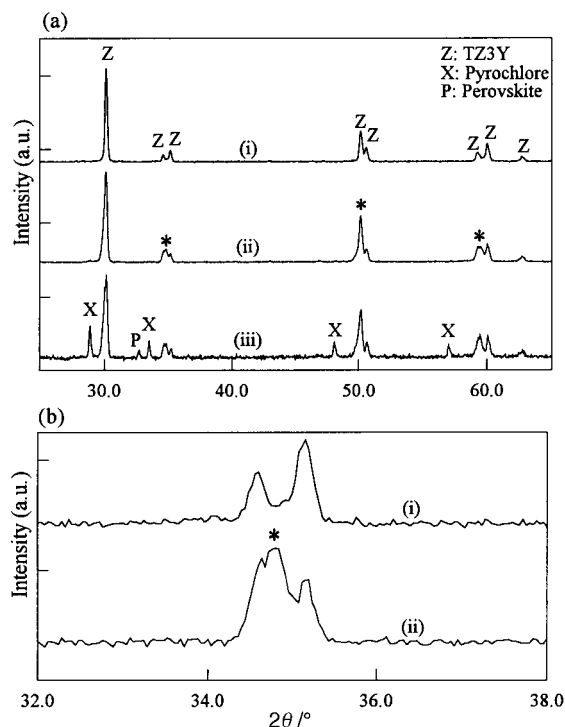 (a)
Z
Z: TZ3Y
X: Pyrochlore
P: Perovskite
Z Z
(i)
Z
Z
Z
Z
Z
*
(ii)
*
*
X
P
X
(iii)
X
X
30.0 40.0 50.0 60.0
Intensity (a.u.)
(b)
(i)
*
(ii)
Intensity (a.u.)
32.0 34.0 36.0 38.0
2θ/°